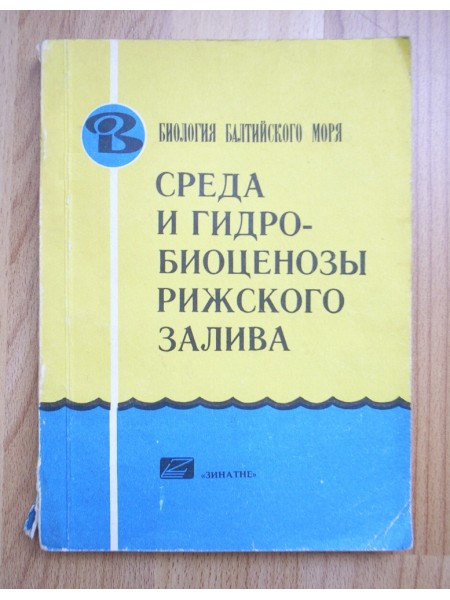 БИОЛОГИЯ БАЛТИЙСКОГО МОРЯ
СРЕДА
И ГИДРО-
БИОЦЕНОЗЫ
РИЖСКОГО
ЗАЛИВА
«ЗИНАТНЕ»